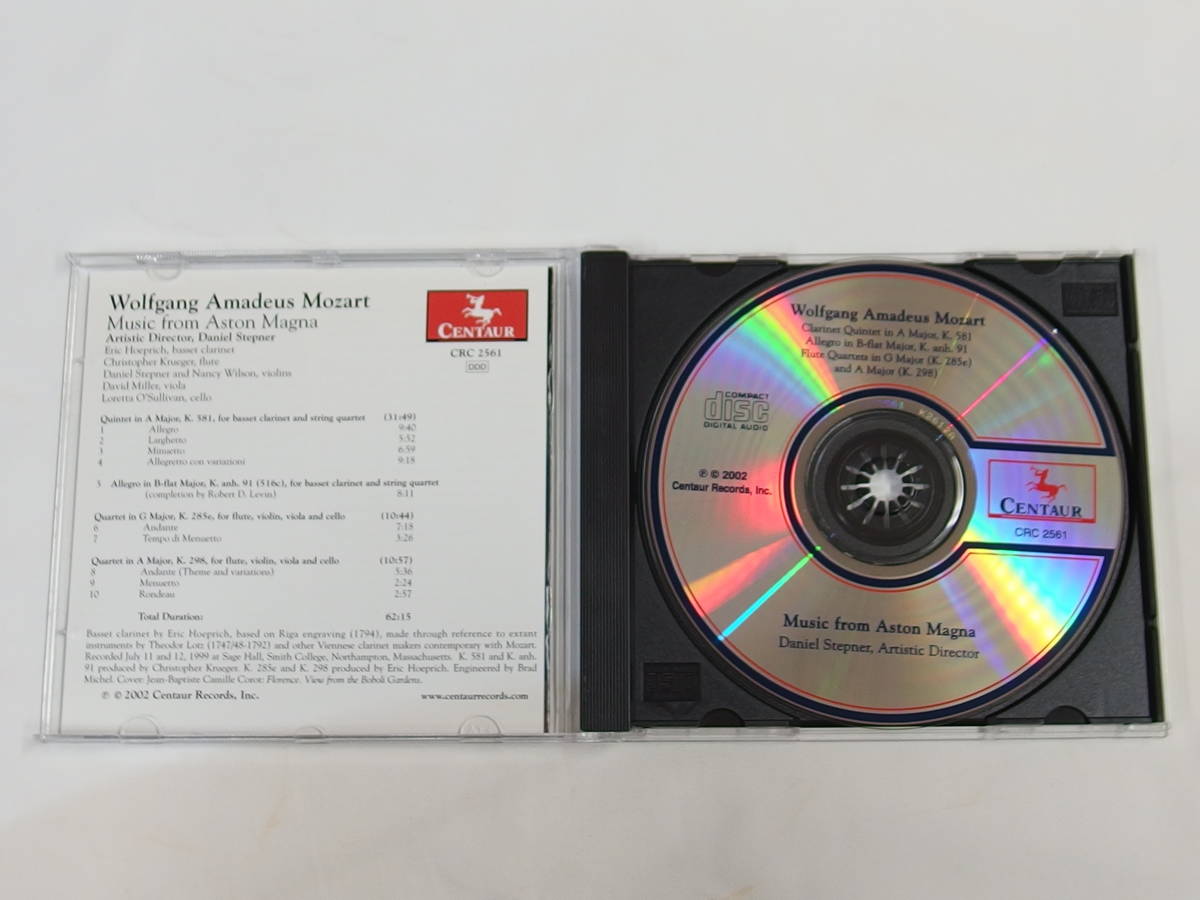 Wolfgang Amadeus Mozart
Music from Aston Magna
Artistic Director, Daniel Stepner
Eric Hoeprich, basset clarinet
Christopher Krueger, flute
Daniel Stepner and Nancy Wilson, violins
David Miller, viola
Loretta O'Sullivan, cello
CENTAUR
CRC 2561
DDD
Quintet in A Major, K. 581, for basset clarinet and string quartet (31:49)
1 Allegro 9:40
2 Larghetto 5:52
3 Minuetto 6:59
4 Allegretto con variazioni 9:18
5 Allegro in B-flat Major, K. anh. 91 (516c), for basset clarinet and string quartet
(completion by Robert D. Levin) 8:11
Quartet in G Major, K. 285e, for flute, violin, viola and cello (10:44)
6 Andante 7:18
7 Tempo di Menuetto 3:26
Quartet in A Major, K. 298, for flute, violin, viola and cello (10:57)
8 Andante (Theme and variations) 5:36
9 Menuetto 2:24
10 Rondeau 2:57
Total Duration: 62:15
Basset clarinet by Eric Hoeprich, based on Riga engraving (1794), made through reference to extant
instruments by Theodor Lotz (1747/48-1792) and other Viennese clarinet makers contemporary with Mozart.
Recorded July 11 and 12, 1999 at Sage Hall, Smith College, Northampton, Massachusetts. K. 581 and K. anh.
91 produced by Christopher Krueger. K. 285e and K. 298 produced by Eric Hoeprich. Engineered by Brad
Michel. Cover: Jean-Baptiste Camille Corot: Florence. View from the Boboli Gardens.
℗ © 2002 Centaur Records, Inc. www.centaurrecords.com
Wolfgang Amadeus Mozart
Clarinet Quintet in A Major, K. 581
Allegro in B-flat Major, K. anh. 91
Flute Quartets in G Major (K. 285e)
and A Major (K. 298)
COMPACT
disc
DIGITAL AUDIO
℗ © 2002
Centaur Records, Inc.
CENTAUR
CRC 2561
Music from Aston Magna
Daniel Stepner, Artistic Director